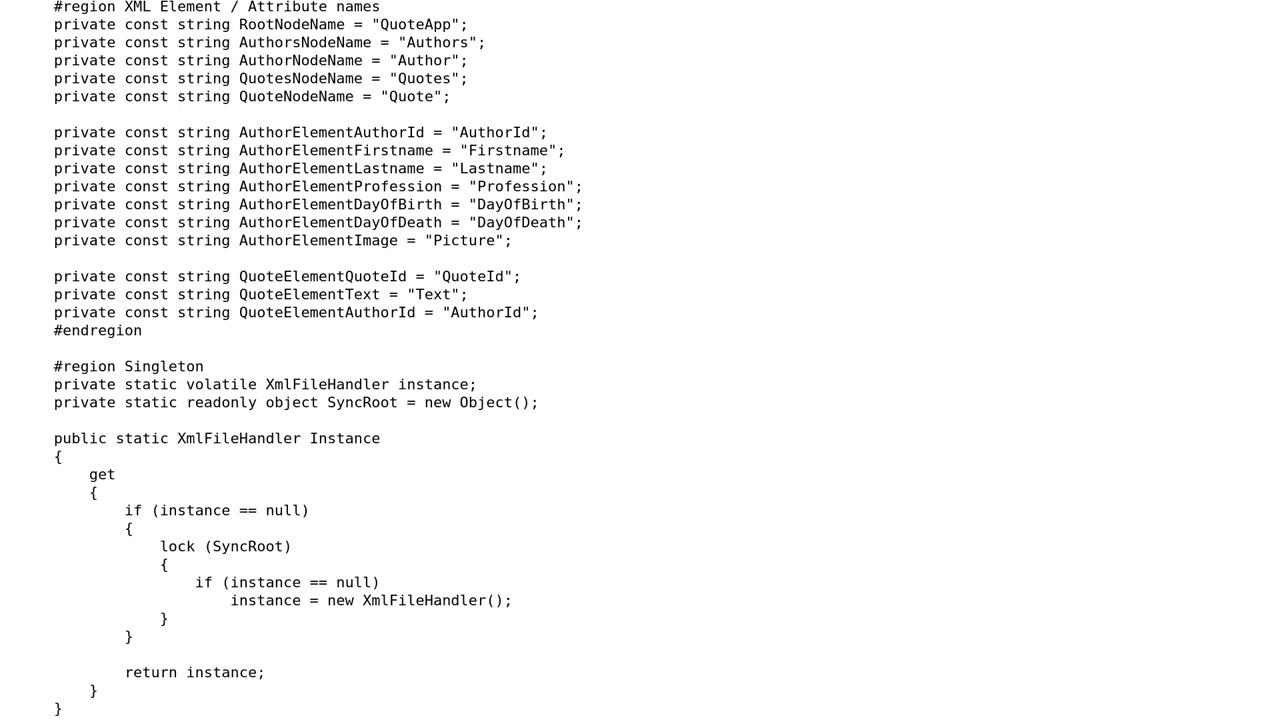 #region XML Element / Attribute names
private const string RootNodeName = "QuoteApp";
private const string AuthorsNodeName = "Authors";
private const string AuthorNodeName = "Author";
private const string QuotesNodeName = "Quotes";
private const string QuoteNodeName = "Quote";

private const string AuthorElementAuthorId = "AuthorId";
private const string AuthorElementFirstname = "Firstname";
private const string AuthorElementLastname = "Lastname";
private const string AuthorElementProfession = "Profession";
private const string AuthorElementDayOfBirth = "DayOfBirth";
private const string AuthorElementDayOfDeath = "DayOfDeath";
private const string AuthorElementImage = "Picture";

private const string QuoteElementQuoteId = "QuoteId";
private const string QuoteElementText = "Text";
private const string QuoteElementAuthorId = "AuthorId";
#endregion

#region Singleton
private static volatile XmlFileHandler instance;
private static readonly object SyncRoot = new Object();

public static XmlFileHandler Instance
{
    get
    {
        if (instance == null)
        {
            lock (SyncRoot)
            {
                if (instance == null)
                    instance = new XmlFileHandler();
            }
        }

        return instance;
    }
}